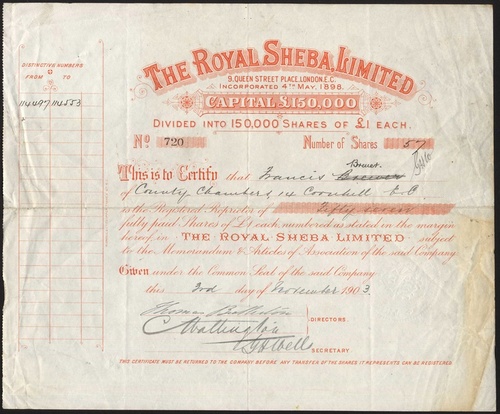 THE ROYAL SHEBA, LIMITED
9, QUEEN STREET PLACE, LONDON, E.C.
INCORPORATED 4TH MAY, 1898.
CAPITAL £150,000
DIVIDED INTO 150,000 SHARES OF £1 EACH.
DISTINCTIVE NUMBERS
FROM TO
114497 114553
No 720 Number of Shares 57
Brewer
This is to Certify that Francis
of County Chambers 14 Cornhill E.C.
is the Registered Proprietor of Fifty seven
fully paid Shares of £1 each, numbered as stated in the margin
hereof in THE ROYAL SHEBA LIMITED subject
to the Memorandum & Articles of Association of the said Company
Given under the Common Seal of the said Company
this 3rd day of November 1903.
Thomas
DIRECTORS.
Wells
SECRETARY
THIS CERTIFICATE MUST BE RETURNED TO THE COMPANY BEFORE ANY TRANSFER OF THE SHARES IT REPRESENTS CAN BE REGISTERED